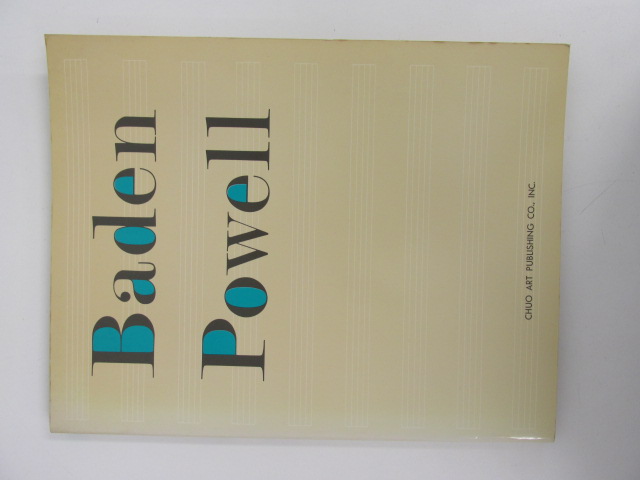 Baden
Powell
CHUO ART PUBLISHING CO., INC.